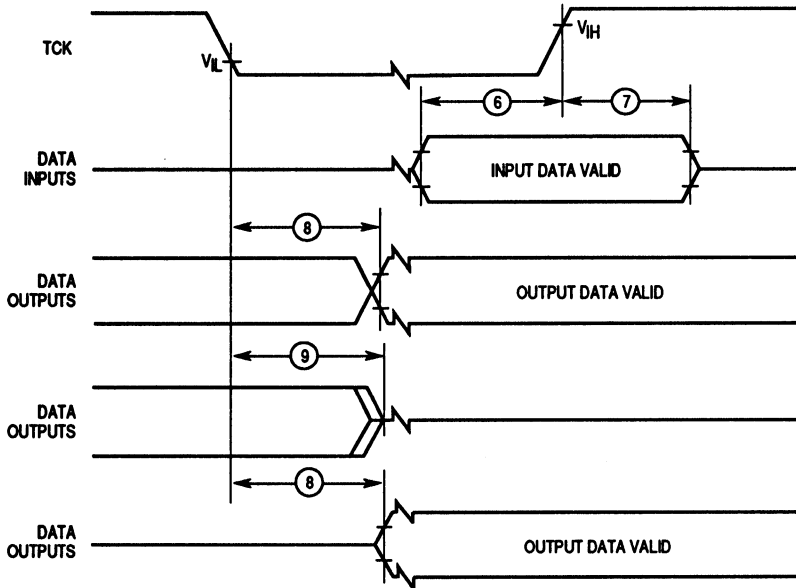 TCK
VIL
VIH
6
7
DATA
INPUTS
INPUT DATA VALID
8
DATA
OUTPUTS
OUTPUT DATA VALID
9
DATA
OUTPUTS
8
DATA
OUTPUTS
OUTPUT DATA VALID